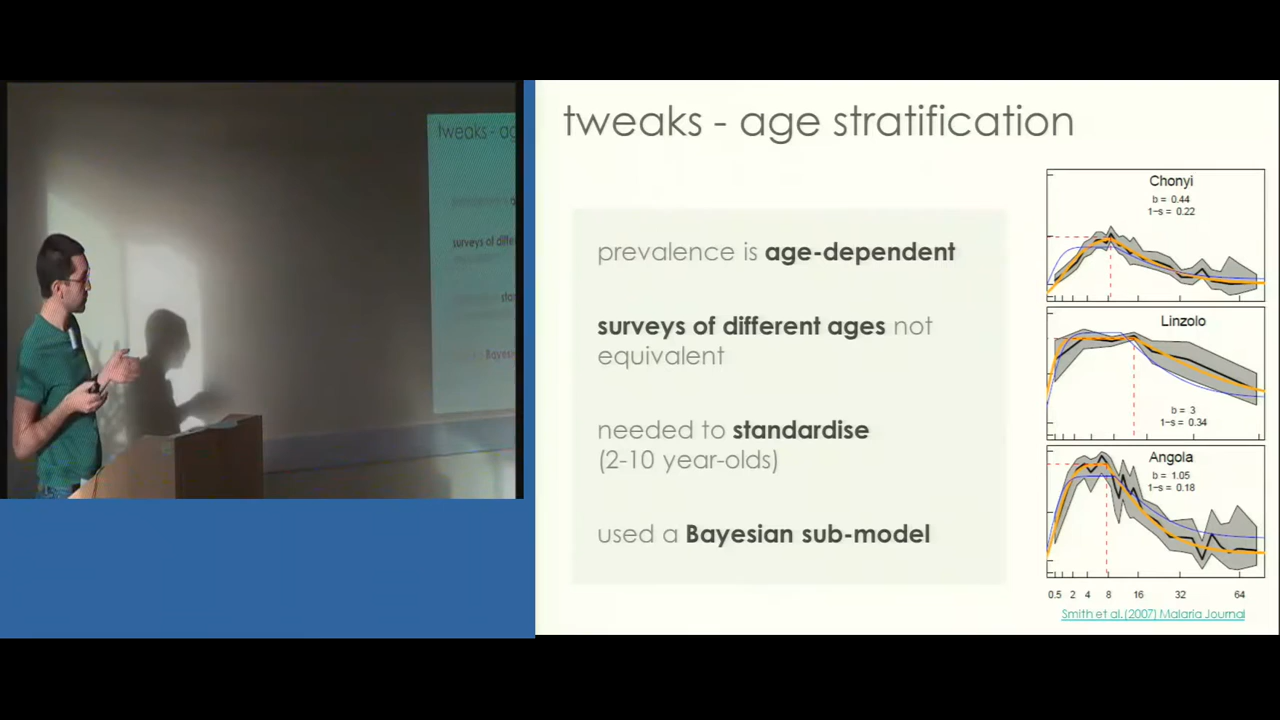 tweaks - age stratification
prevalence is age-dependent
surveys of different ages not
equivalent
needed to standardise
(2-10 year-olds)
used a Bayesian sub-model
Chonyi
b = 0.44
1-s = 0.22
Linzolo
b = 3
1-s = 0.34
Angola
b = 1.05
1-s = 0.18
0.5 2 4 8 16 32 64
Smith et al. (2007) Malaria Journal
tweaks - ag
surveys of differe